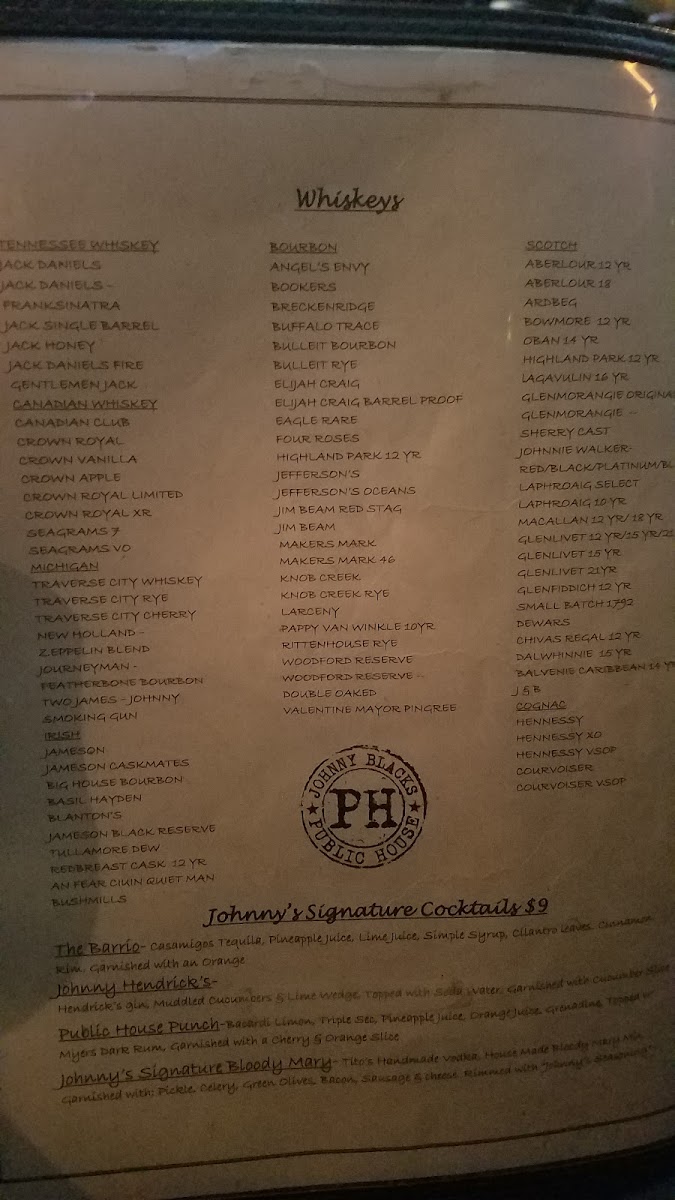 Whiskeys
TENNESSEE WHISKEY
JACK DANIELS
JACK DANIELS -
FRANKSINATRA
JACK SINGLE BARREL
JACK HONEY
JACK DANIELS FIRE
GENTLEMEN JACK
CANADIAN WHISKEY
CANADIAN CLUB
CROWN ROYAL
CROWN VANILLA
CROWN APPLE
CROWN ROYAL LIMITED
CROWN ROYAL XR
SEAGRAMS 7
SEAGRAMS VO
MICHIGAN
TRAVERSE CITY WHISKEY
TRAVERSE CITY RYE
TRAVERSE CITY CHERRY
NEW HOLLAND -
ZEPPELIN BLEND
JOURNEYMAN -
FEATHERBONE BOURBON
TWO JAMES - JOHNNY
SMOKING GUN
IRISH
JAMESON
JAMESON CASKMATES
BIG HOUSE BOURBON
BASIL HAYDEN
BLANTON'S
JAMESON BLACK RESERVE
TULLAMORE DEW
REDBREAST CASK 12 YR
AN FEAR CIUIN QUIET MAN
BUSHMILLS
BOURBON
ANGEL'S ENVY
BOOKERS
BRECKENRIDGE
BUFFALO TRACE
BULLEIT BOURBON
BULLEIT RYE
ELIJAH CRAIG
ELIJAH CRAIG BARREL PROOF
EAGLE RARE
FOUR ROSES
HIGHLAND PARK 12 YR
JEFFERSON'S
JEFFERSON'S OCEANS
JIM BEAM RED STAG
JIM BEAM
MAKERS MARK
MAKERS MARK 46
KNOB CREEK
KNOB CREEK RYE
LARCENY
PAPPY VAN WINKLE 10YR
RITTENHOUSE RYE
WOODFORD RESERVE
WOODFORD RESERVE -
DOUBLE OAKED
VALENTINE MAYOR PINGREE
SCOTCH
ABERLOUR 12 YR
ABERLOUR 18
ARDBEG
BOWMORE 12 YR
OBAN 14 YR
HIGHLAND PARK 12 YR
LAGAVULIN 16 YR
GLENMORANGIE ORIGINA
GLENMORANGIE -
SHERRY CAST
JOHNNIE WALKER-
RED/BLACK/PLATINUM/BL
LAPHROAIG SELECT
LAPHROAIG 10 YR
MACALLAN 12 YR/ 18 YR
GLENLIVET 12 YR/15 YR/21
GLENLIVET 15 YR
GLENLIVET 21YR
GLENFIDDICH 12 YR
SMALL BATCH 1792
DEWARS
CHIVAS REGAL 12 YR
DALWHINNIE 15 YR
BALVENIE CARIBBEAN 14 YR
J & B
COGNAC
HENNESSY
HENNESSY XO
HENNESSY VSOP
COURVOISER
COURVOISER VSOP
JOHNNY BLACKS
PH
PUBLIC HOUSE
Johnny's Signature Cocktails $9
The Barrio- Casamigos Tequila, Pineapple Juice, Lime Juice, Simple Syrup, Cilantro Leaves, Cinnamon
Rim, Garnished with an Orange
Johnny Hendrick's-
Hendrick's gin, Muddled Cucumbers & Lime Wedge, Topped with Soda Water, Garnished with Cucumber Slice
Public House Punch-Bacardi Limon, Triple Sec, Pineapple Juice, Orange Juice, Grenadine, Topped w
Myers Dark Rum, Garnished with a Cherry & Orange Slice
Johnny's Signature Bloody Mary- Tito's Handmade Vodka, House Made Bloody Mary Mix,
Garnished with: Pickle, Celery, Green Olives, Bacon, Sausage & cheese. Rimmed with "Johnny's Seasoning"